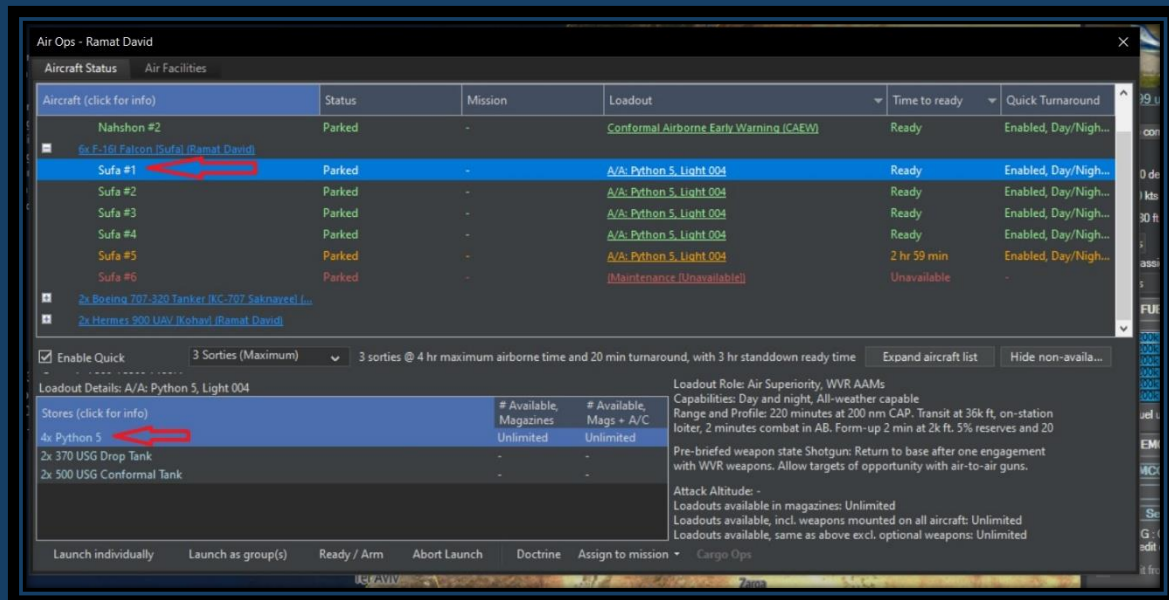 Air Ops - Ramat David
Aircraft Status Air Facilities
Aircraft (click for info) Status Mission Loadout Time to ready Quick Turnaround
Nahshon #2 Parked - Conformal Airborne Early Warning (CAEW) Ready Enabled, Day/Nigh...
6x F-16I Falcon [Sufa] (Ramat David)
Sufa #1 Parked - A/A: Python 5, Light 004 Ready Enabled, Day/Nigh...
Sufa #2 Parked - A/A: Python 5, Light 004 Ready Enabled, Day/Nigh...
Sufa #3 Parked - A/A: Python 5, Light 004 Ready Enabled, Day/Nigh...
Sufa #4 Parked - A/A: Python 5, Light 004 Ready Enabled, Day/Nigh...
Sufa #5 Parked - A/A: Python 5, Light 004 2 hr 59 min Enabled, Day/Nigh...
Sufa #6 Parked - (Maintenance [Unavailable]) Unavailable -
2x Boeing 707-320 Tanker [KC-707 Saknayee] (...
2x Hermes 900 UAV [Kohav] (Ramat David)
Enable Quick 3 Sorties (Maximum) 3 sorties @ 4 hr maximum airborne time and 20 min turnaround, with 3 hr standdown ready time Expand aircraft list Hide non-availa...
Loadout Details: A/A: Python 5, Light 004
Stores (click for info) # Available, Magazines # Available, Mags + A/C
4x Python 5 Unlimited Unlimited
2x 370 USG Drop Tank - -
2x 500 USG Conformal Tank - -
Loadout Role: Air Superiority, WVR AAMs
Capabilities: Day and night, All-weather capable
Range and Profile: 220 minutes at 200 nm CAP. Transit at 36k ft, on-station
loiter, 2 minutes combat in AB. Form-up 2 min at 2k ft. 5% reserves and 20
Pre-briefed weapon state Shotgun: Return to base after one engagement
with WVR weapons. Allow targets of opportunity with air-to-air guns.
Attack Altitude: -
Loadouts available in magazines: Unlimited
Loadouts available, incl. weapons mounted on all aircraft: Unlimited
Loadouts available, same as above excl. optional weapons: Unlimited
Launch individually Launch as group(s) Ready / Arm Abort Launch Doctrine Assign to mission Cargo Ops
Zarqa